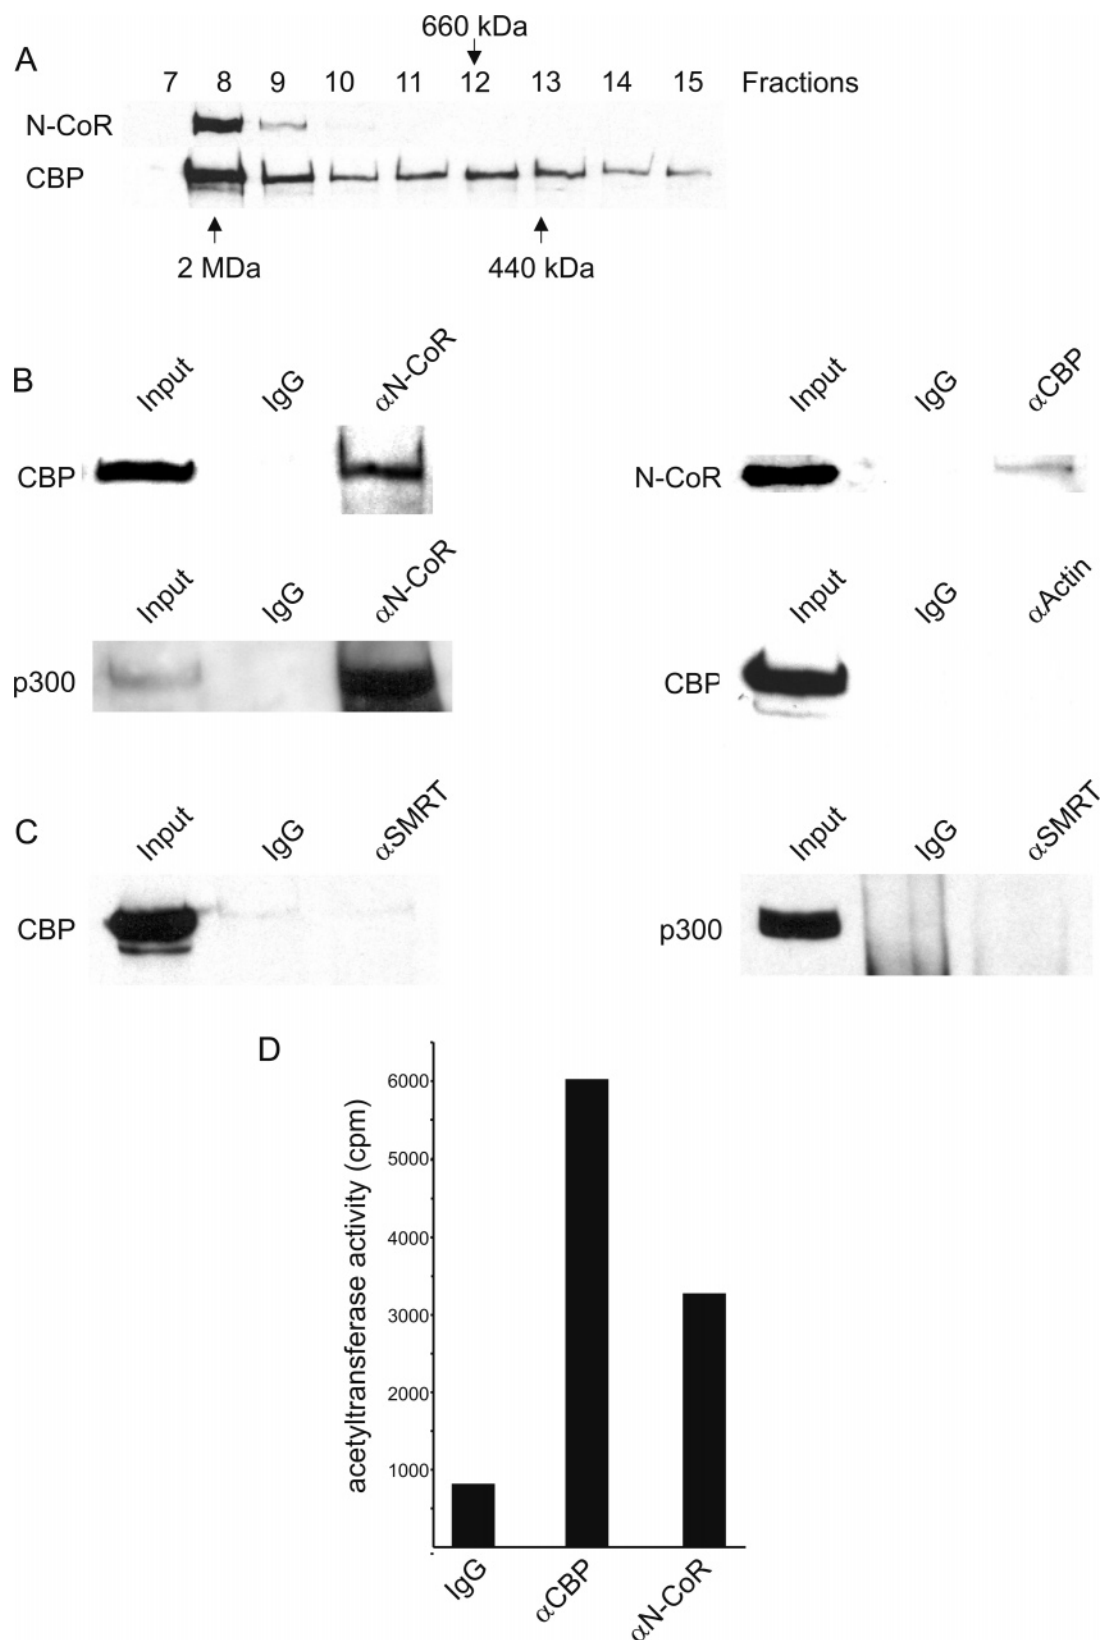 660 kDa
A
7 8 9 10 11 12 13 14 15 Fractions
N-CoR
CBP
2 MDa 440 kDa
B
Input IgG αN-CoR
CBP
Input IgG αCBP
N-CoR
Input IgG αN-CoR
p300
Input IgG αActin
CBP
C
Input IgG αSMRT
CBP
Input IgG αSMRT
p300
D
acetyltransferase activity (cpm)
6000
5000
4000
3000
2000
1000
IgG αCBP αN-CoR